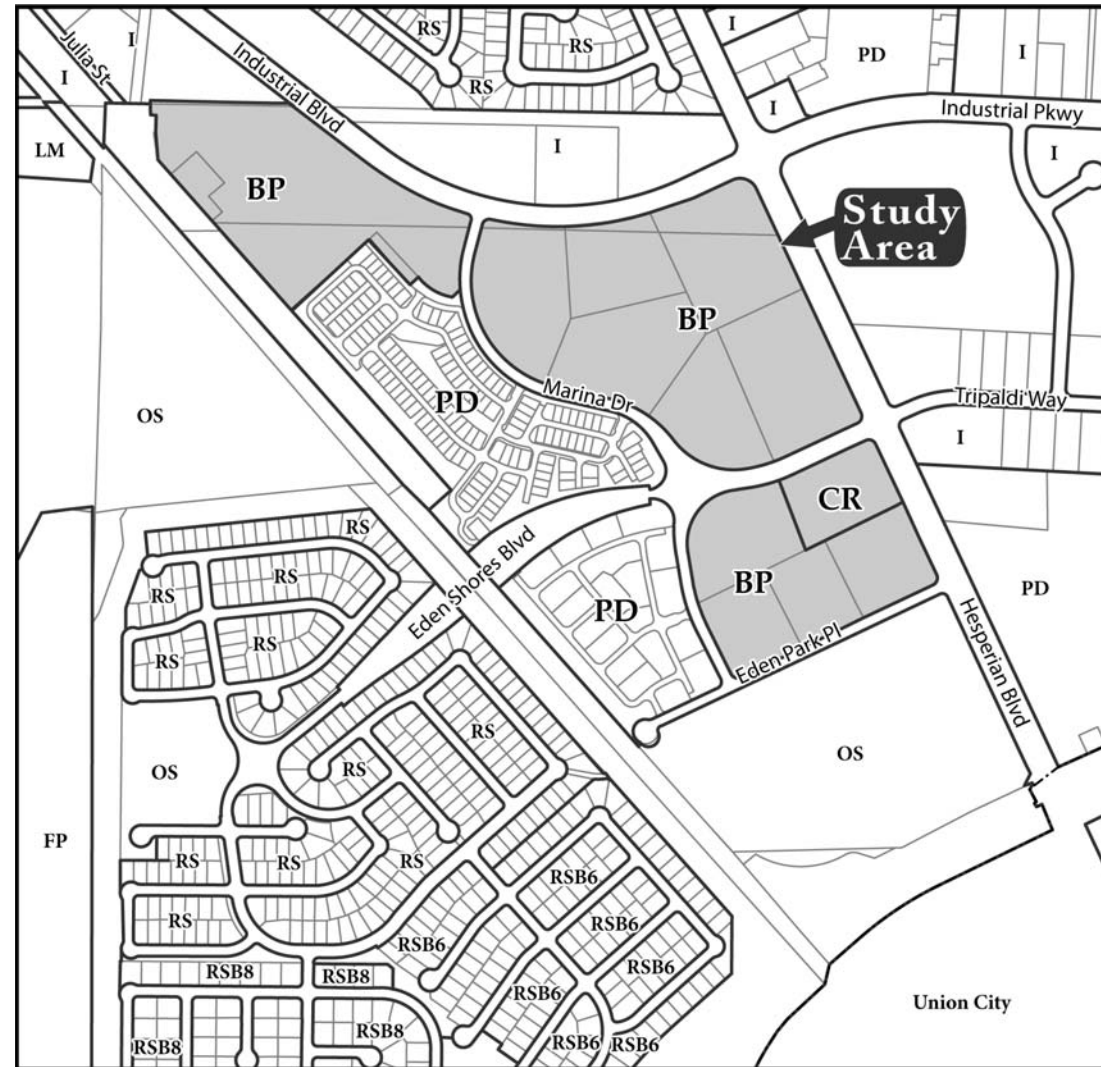 RS
I
I
Julia St
RS
Industrial Blvd
PD
I
I
RS
I
Industrial Pkwy
LM
I
I
BP
Study
Area
BP
Marina Dr
PD
Tripaldi Way
OS
I
CR
RS
Eden Shores Blvd
RS
BP
PD
PD
RS
RS
RS
Eden Park Pl
Hesperian Blvd
RS
OS
RS
OS
FP
RS
RS
RS
RSB6
RS
RSB6
RSB6
RSB6
RSB8
RSB8
RSB6
Union City
RSB8
RSB8
RSB6
RSB6